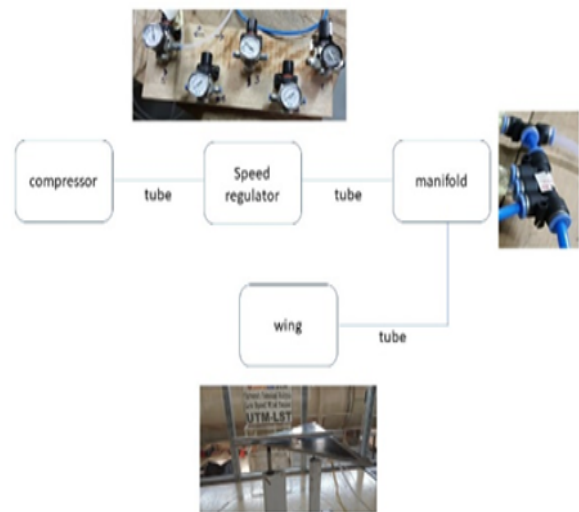 compressor
tube
Speed
regulator
tube
manifold
wing
tube
UTM-LST